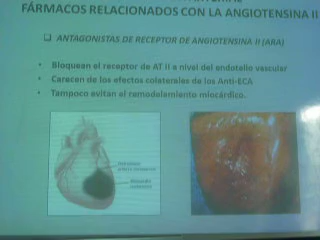 FÁRMACOS RELACIONADOS CON LA ANGIOTENSINA II
❑ ANTAGONISTAS DE RECEPTOR DE ANGIOTENSINA II (ARA)
• Bloquean el receptor de AT II a nivel del endotelio vascular
• Carecen de los efectos colaterales de los Anti-ECA
• Tampoco evitan el remodelamiento miocárdico.